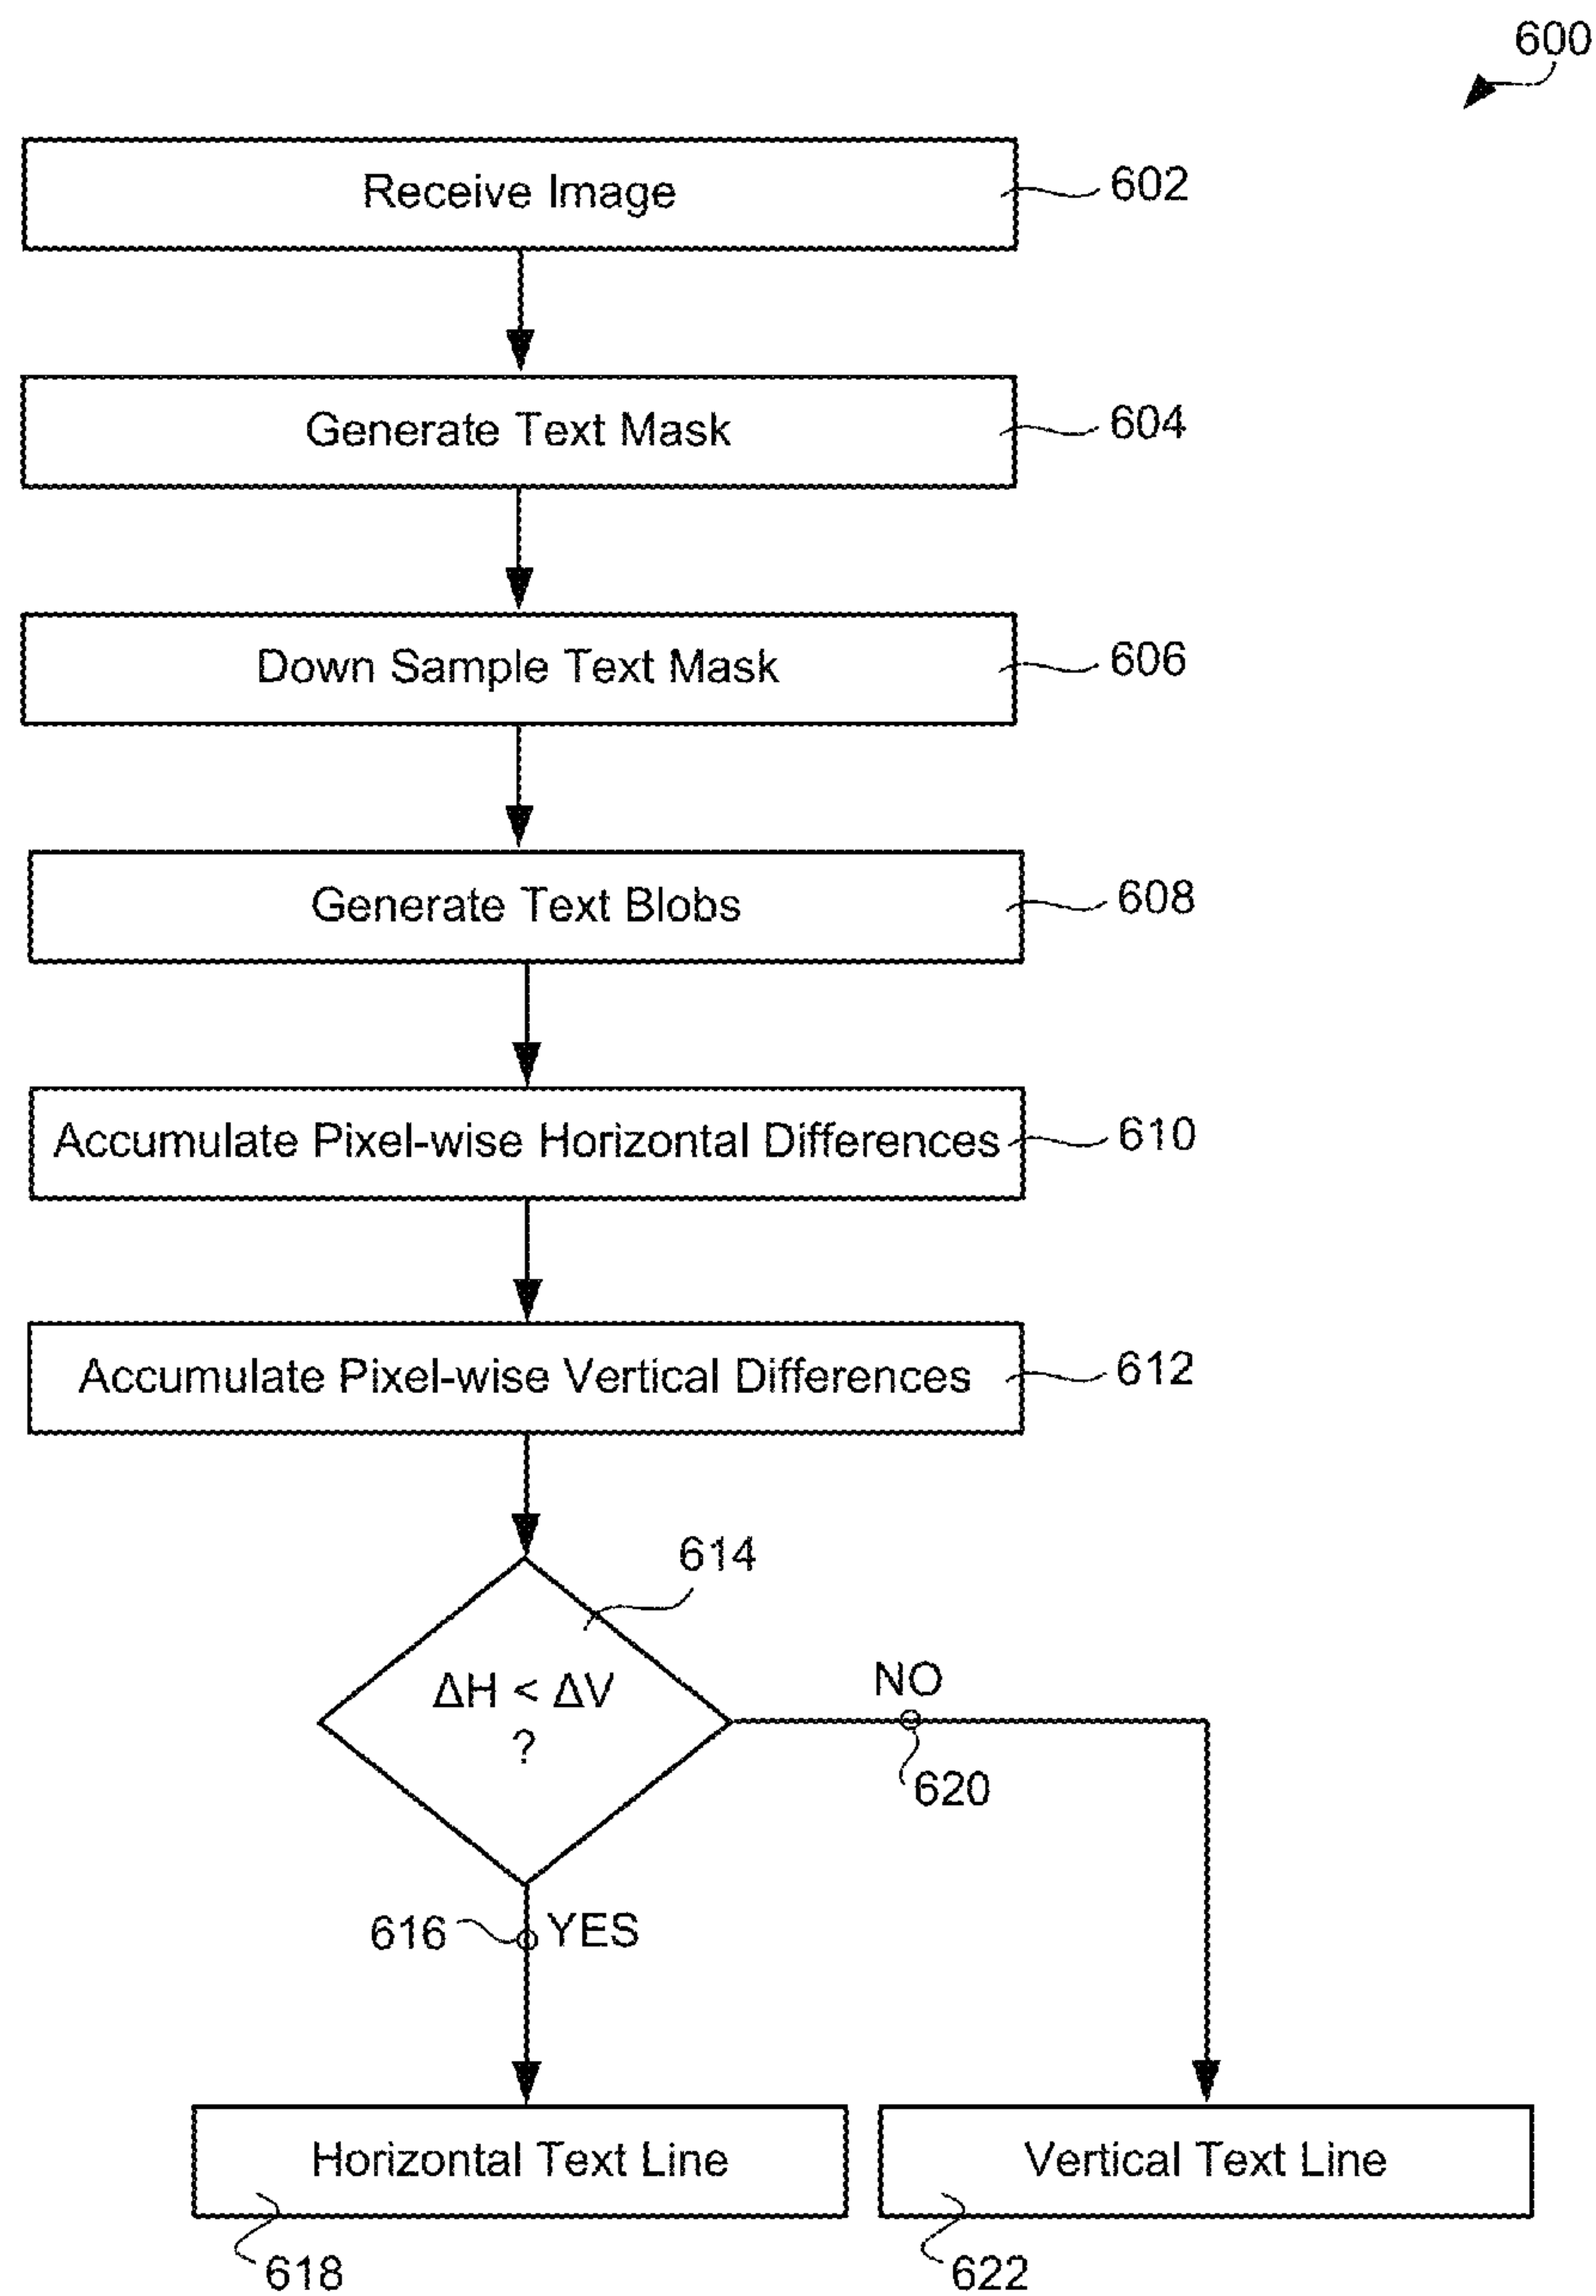 600
Receive Image 602
Generate Text Mask 604
Down Sample Text Mask 606
Generate Text Blobs 608
Accumulate Pixel-wise Horizontal Differences 610
Accumulate Pixel-wise Vertical Differences 612
614
ΔH < ΔV
?
NO
620
616 YES
Horizontal Text Line Vertical Text Line
618 622